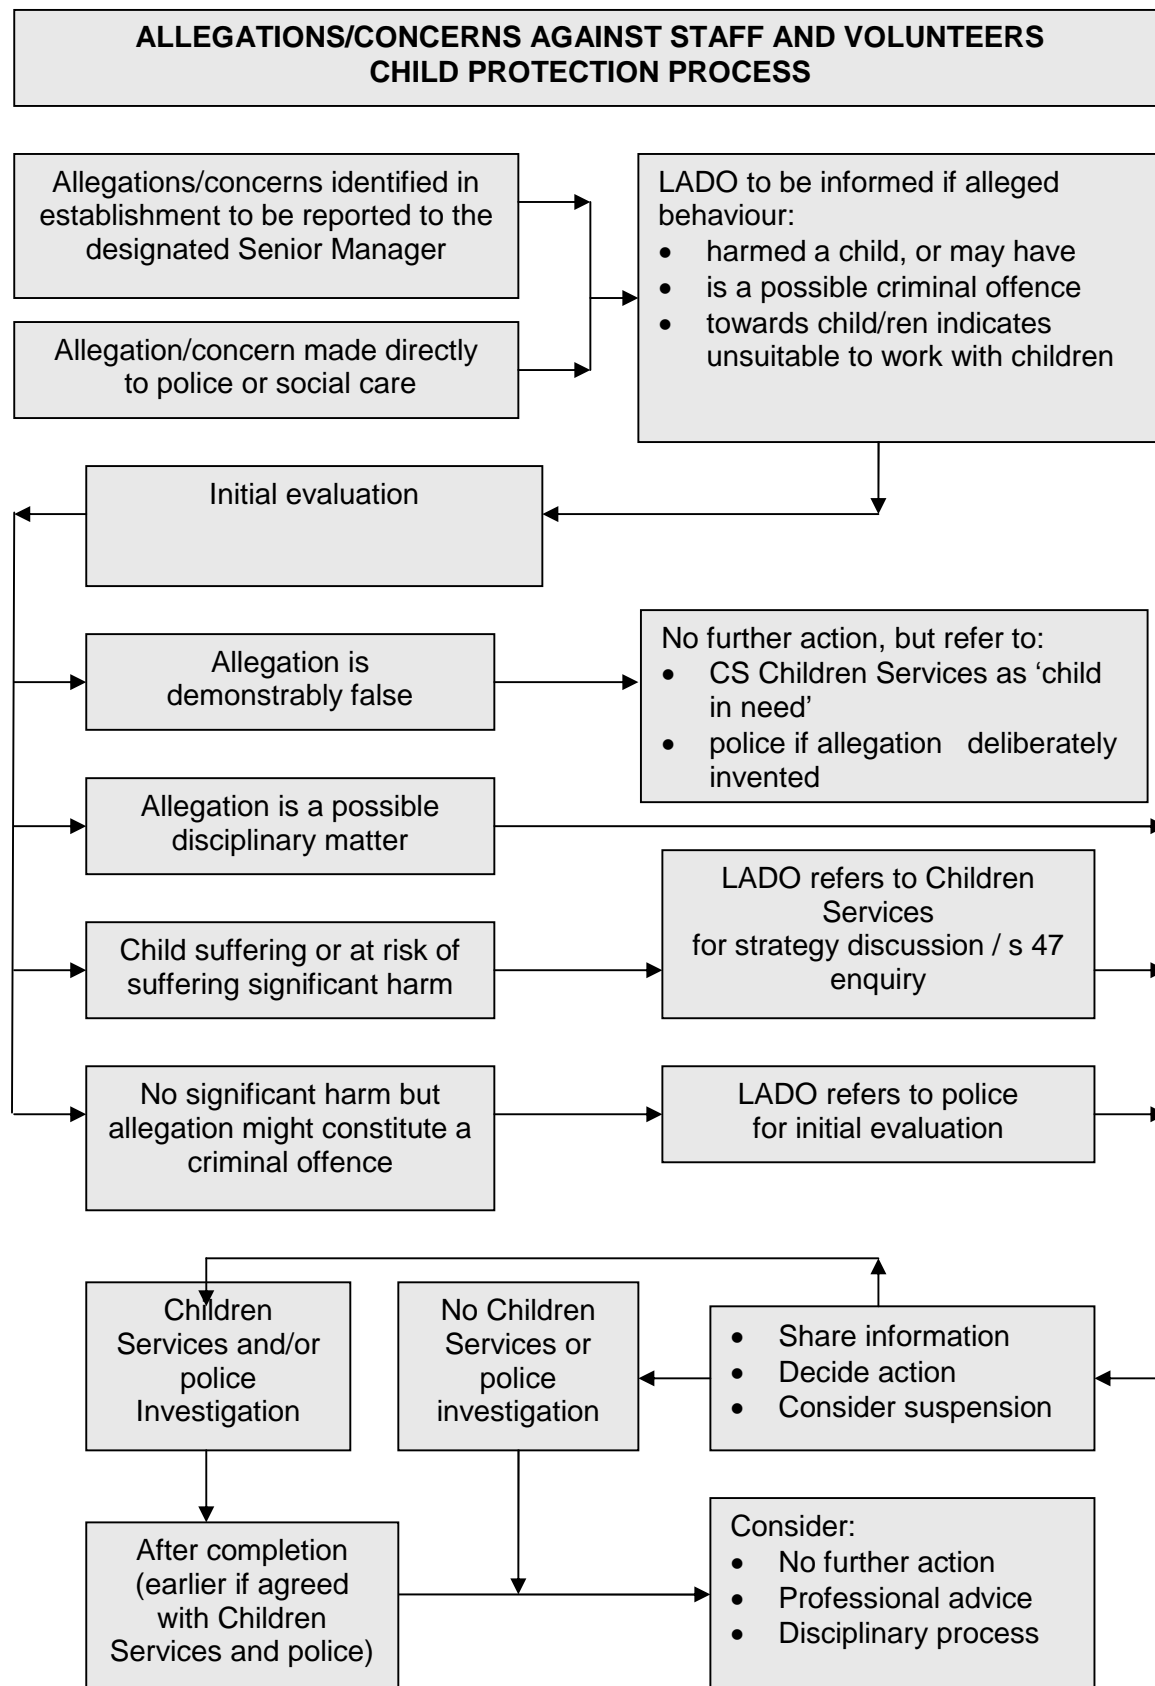 ALLEGATIONS/CONCERNS AGAINST STAFF AND VOLUNTEERS
CHILD PROTECTION PROCESS
Allegations/concerns identified in
establishment to be reported to the
designated Senior Manager
Allegation/concern made directly
to police or social care
LADO to be informed if alleged
behaviour:
• harmed a child, or may have
• is a possible criminal offence
• towards child/ren indicates
unsuitable to work with children
Initial evaluation
Allegation is
demonstrably false
No further action, but refer to:
• CS Children Services as ‘child
in need’
• police if allegation deliberately
invented
Allegation is a possible
disciplinary matter
Child suffering or at risk of
suffering significant harm
LADO refers to Children
Services
for strategy discussion / s 47
enquiry
No significant harm but
allegation might constitute a
criminal offence
LADO refers to police
for initial evaluation
Children
Services and/or
police
Investigation
No Children
Services or
police
investigation
• Share information
• Decide action
• Consider suspension
After completion
(earlier if agreed
with Children
Services and police)
Consider:
• No further action
• Professional advice
• Disciplinary process